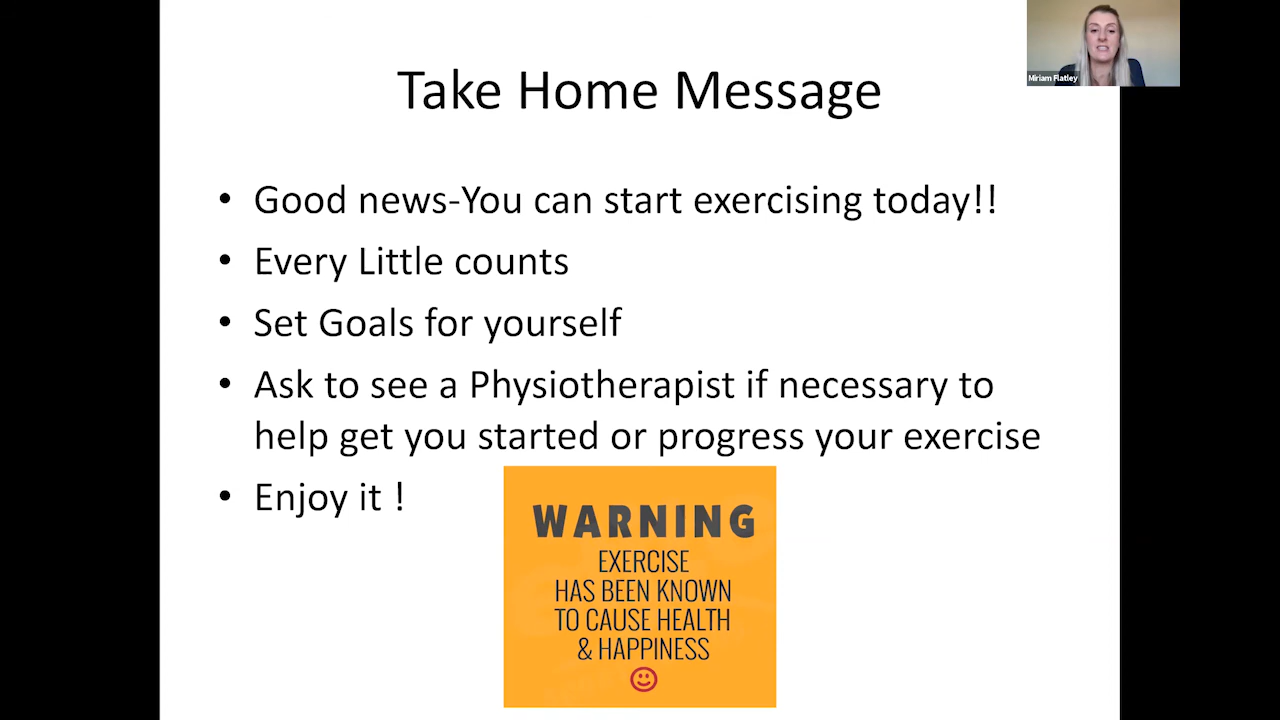 Take Home Message
Miriam Flatley
• Good news-You can start exercising today!!
• Every Little counts
• Set Goals for yourself
• Ask to see a Physiotherapist if necessary to
help get you started or progress your exercise
• Enjoy it !
WARNING
EXERCISE
HAS BEEN KNOWN
TO CAUSE HEALTH
& HAPPINESS